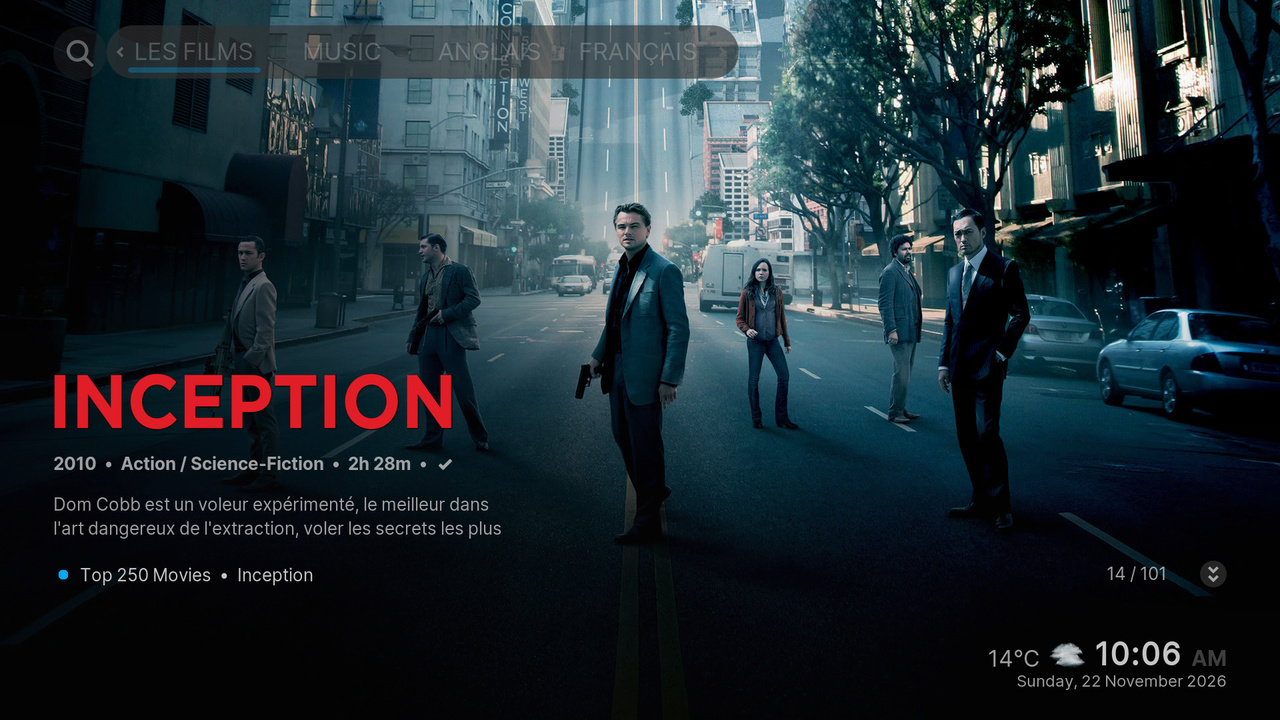 LES FILMS MUSIC ANGLAIS FRANÇAIS
INCEPTION
2010 • Action / Science-Fiction • 2h 28m •
Dom Cobb est un voleur expérimenté, le meilleur dans
l'art dangereux de l'extraction, voler les secrets les plus
Top 250 Movies • Inception
14 / 101
14°C 10:06 AM
Sunday, 22 November 2026